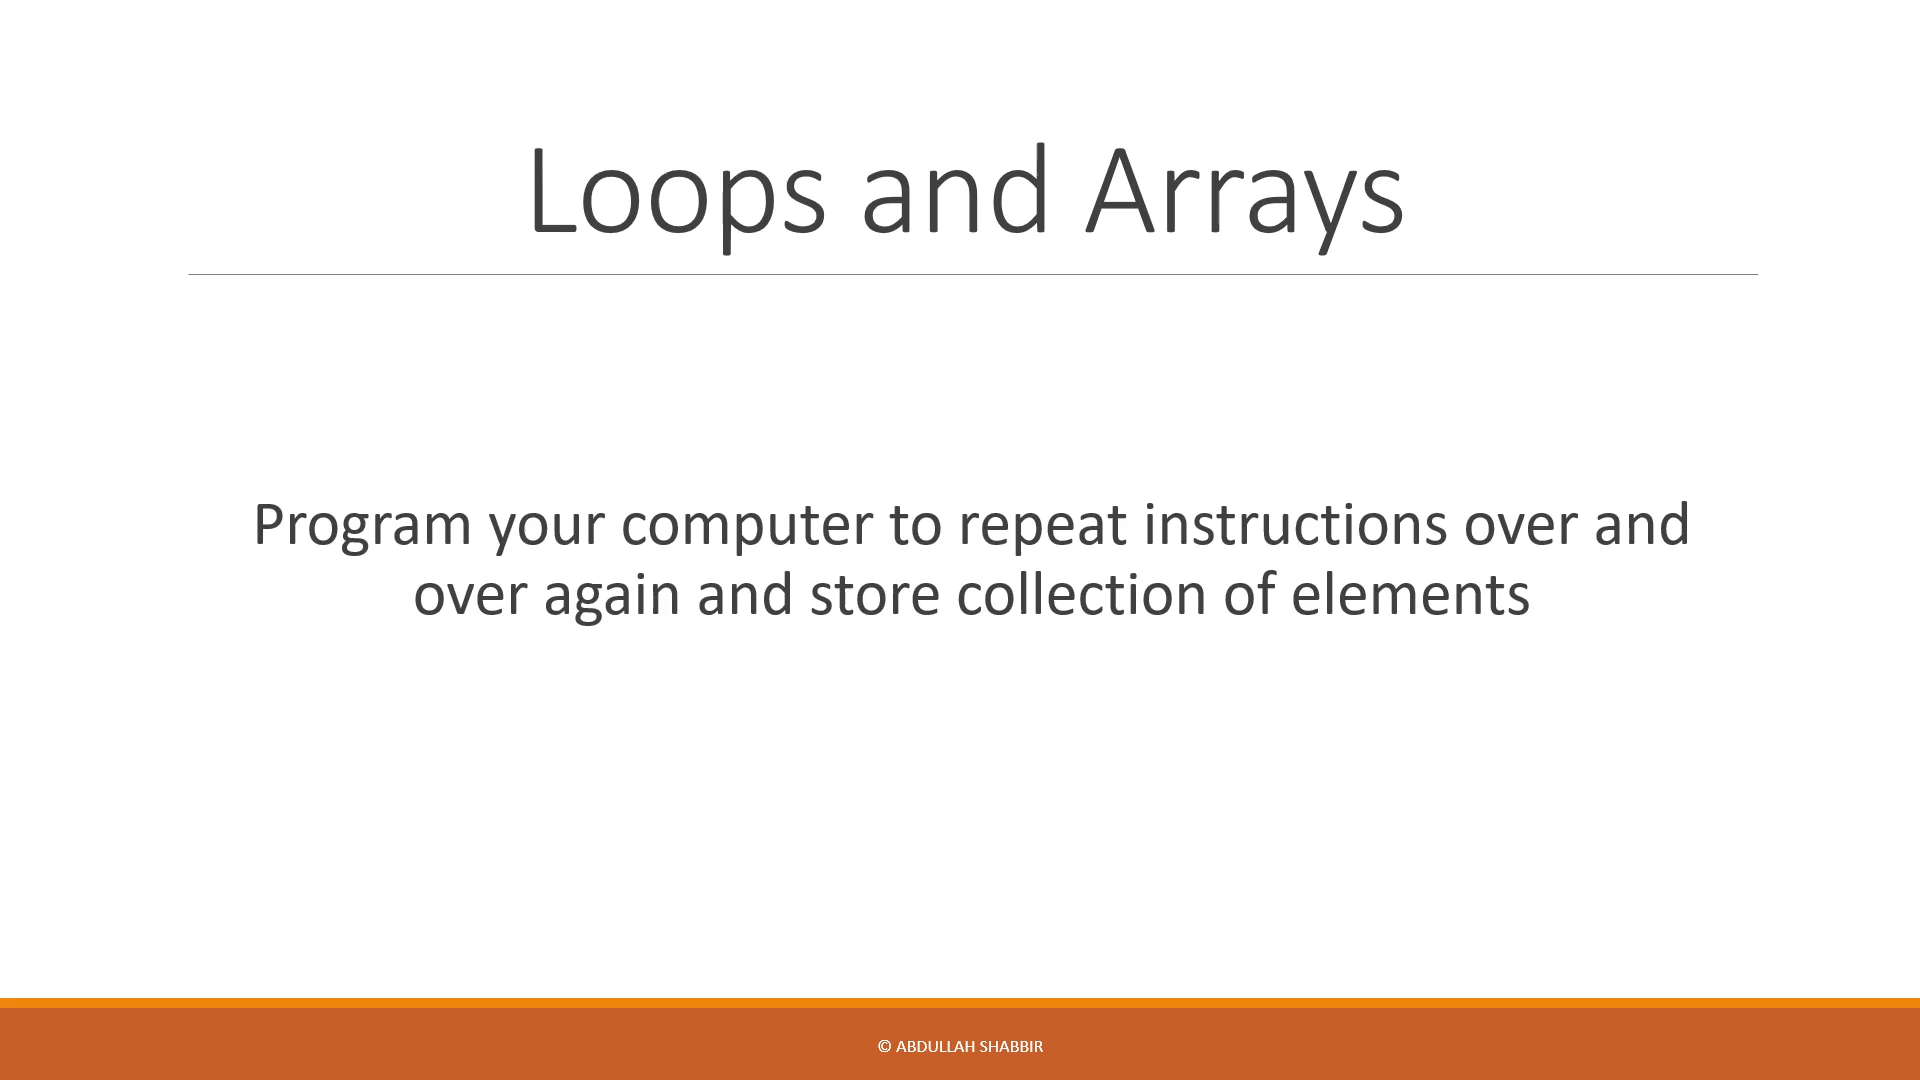 Loops and Arrays
Program your computer to repeat instructions over and
over again and store collection of elements
© ABDULLAH SHABBIR